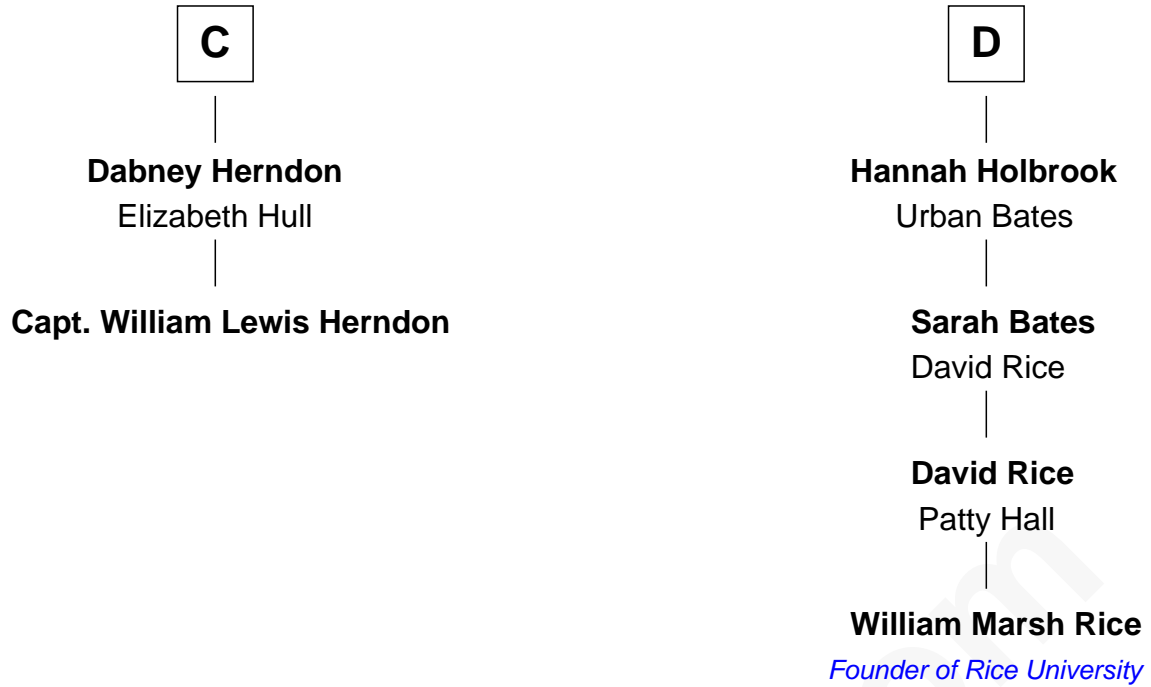 C
Dabney Herndon
Elizabeth Hull
Capt. William Lewis Herndon
D
Hannah Holbrook
Urban Bates
Sarah Bates
David Rice
David Rice
Patty Hall
William Marsh Rice
Founder of Rice University